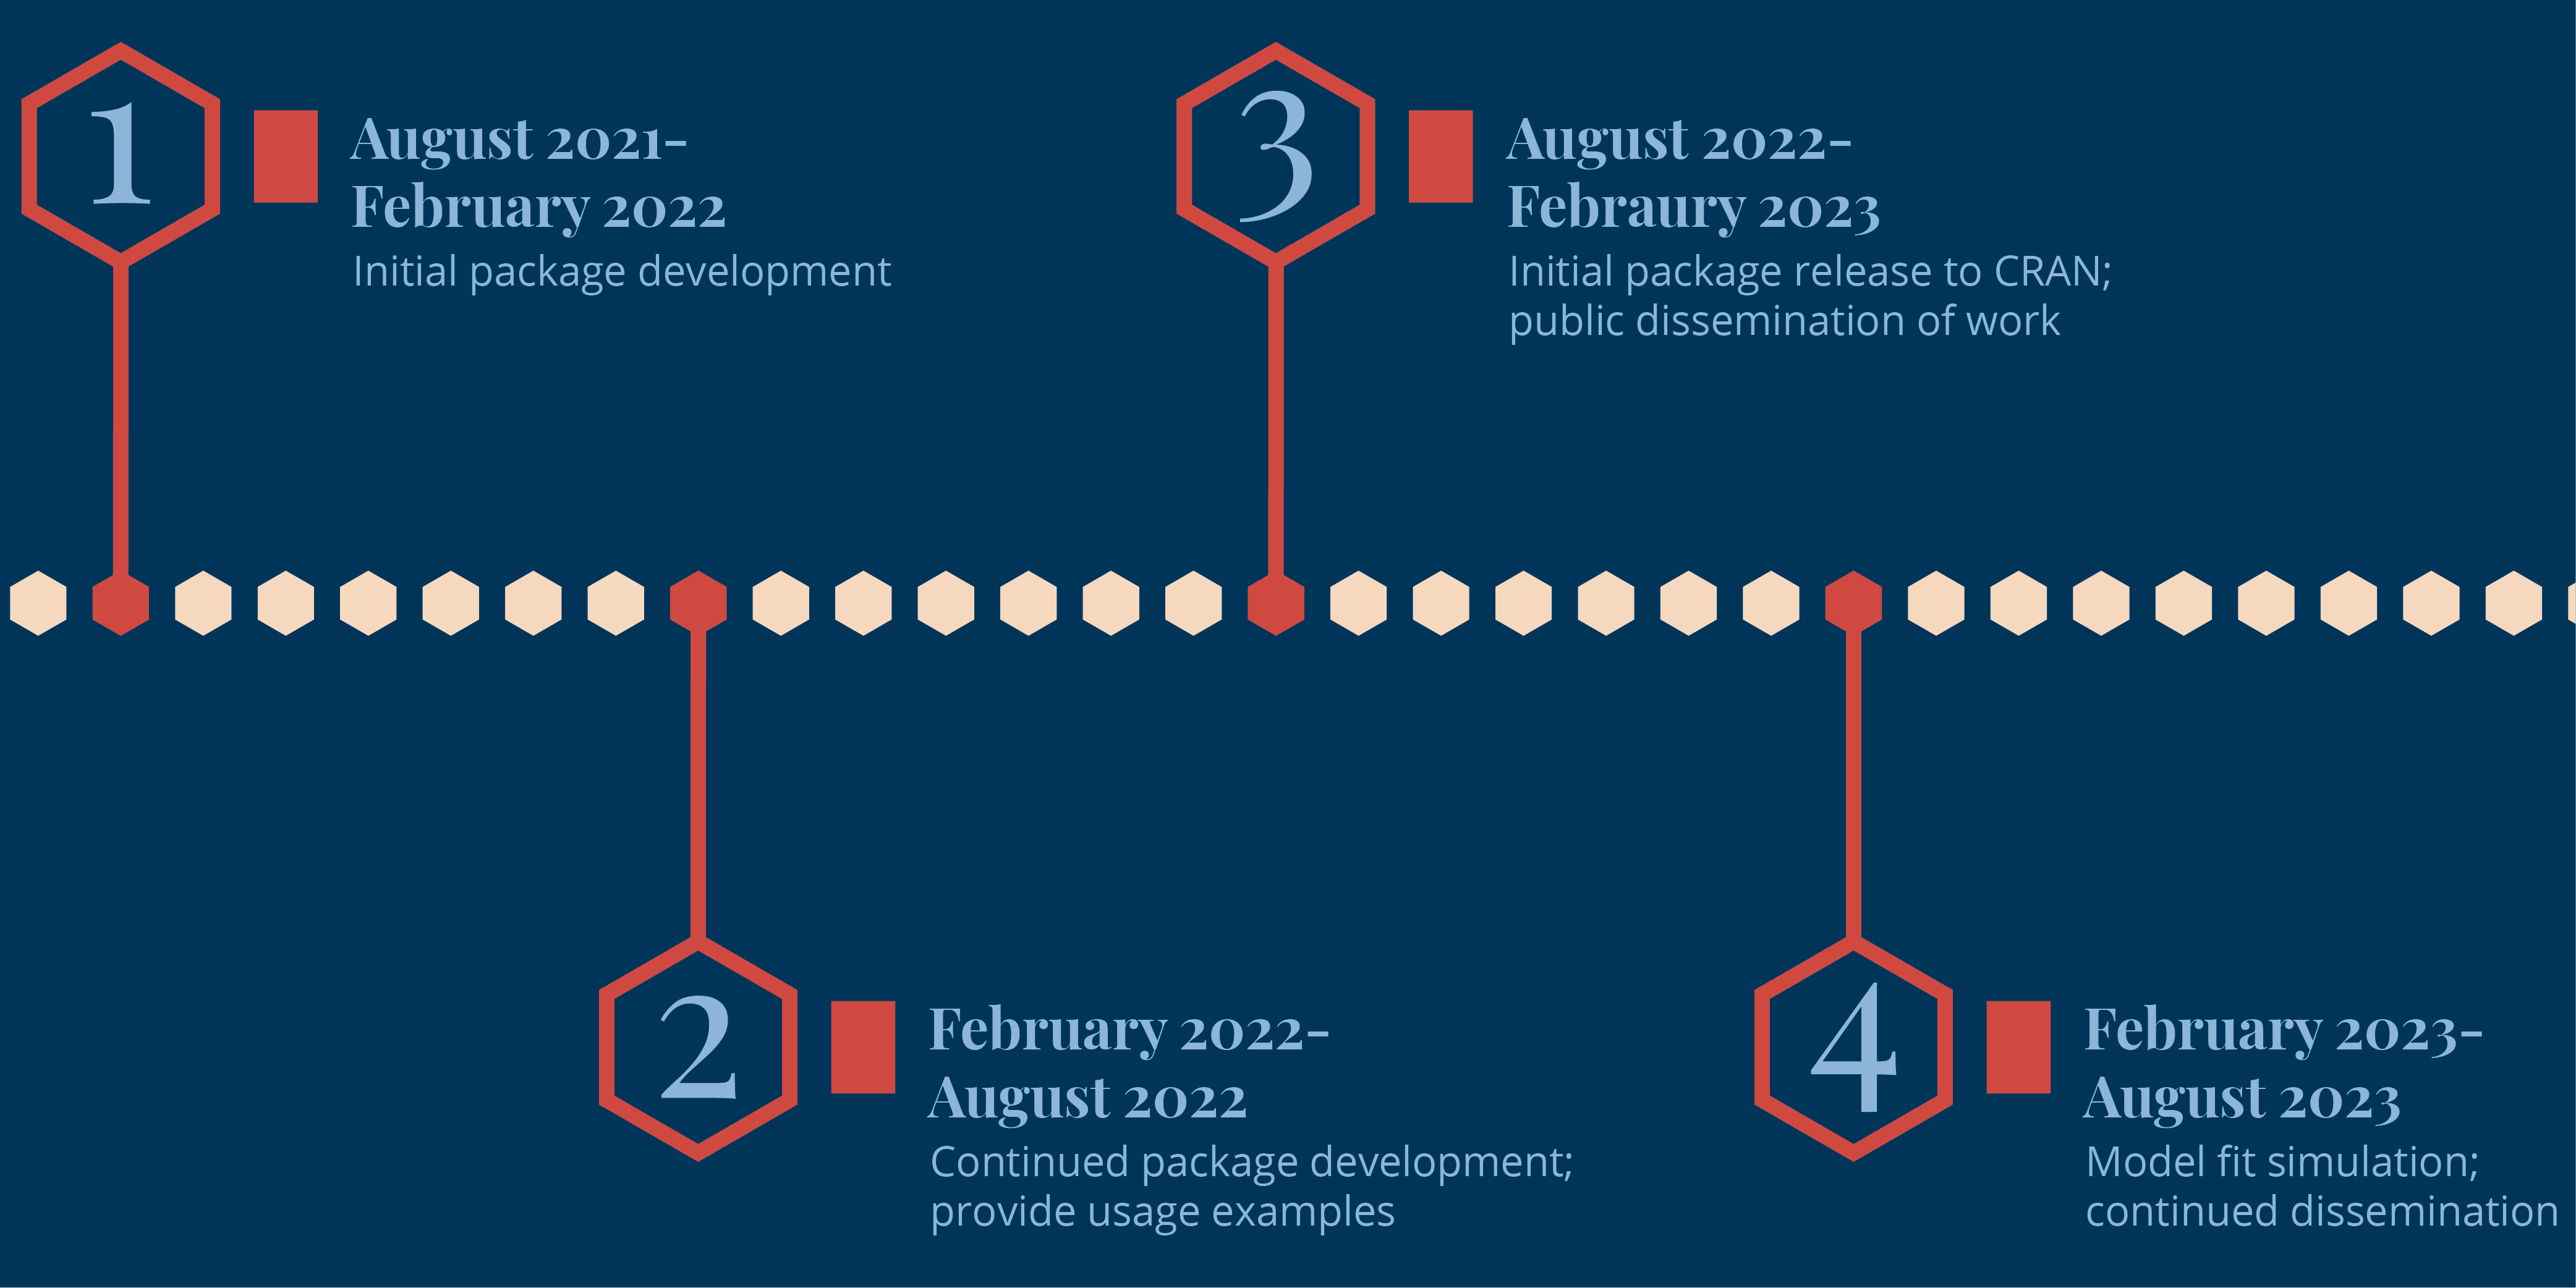 1
August 2021-
February 2022
Initial package development
2
February 2022-
August 2022
Continued package development;
provide usage examples
3
August 2022-
Febraury 2023
Initial package release to CRAN;
public dissemination of work
4
February 2023-
August 2023
Model fit simulation;
continued dissemination